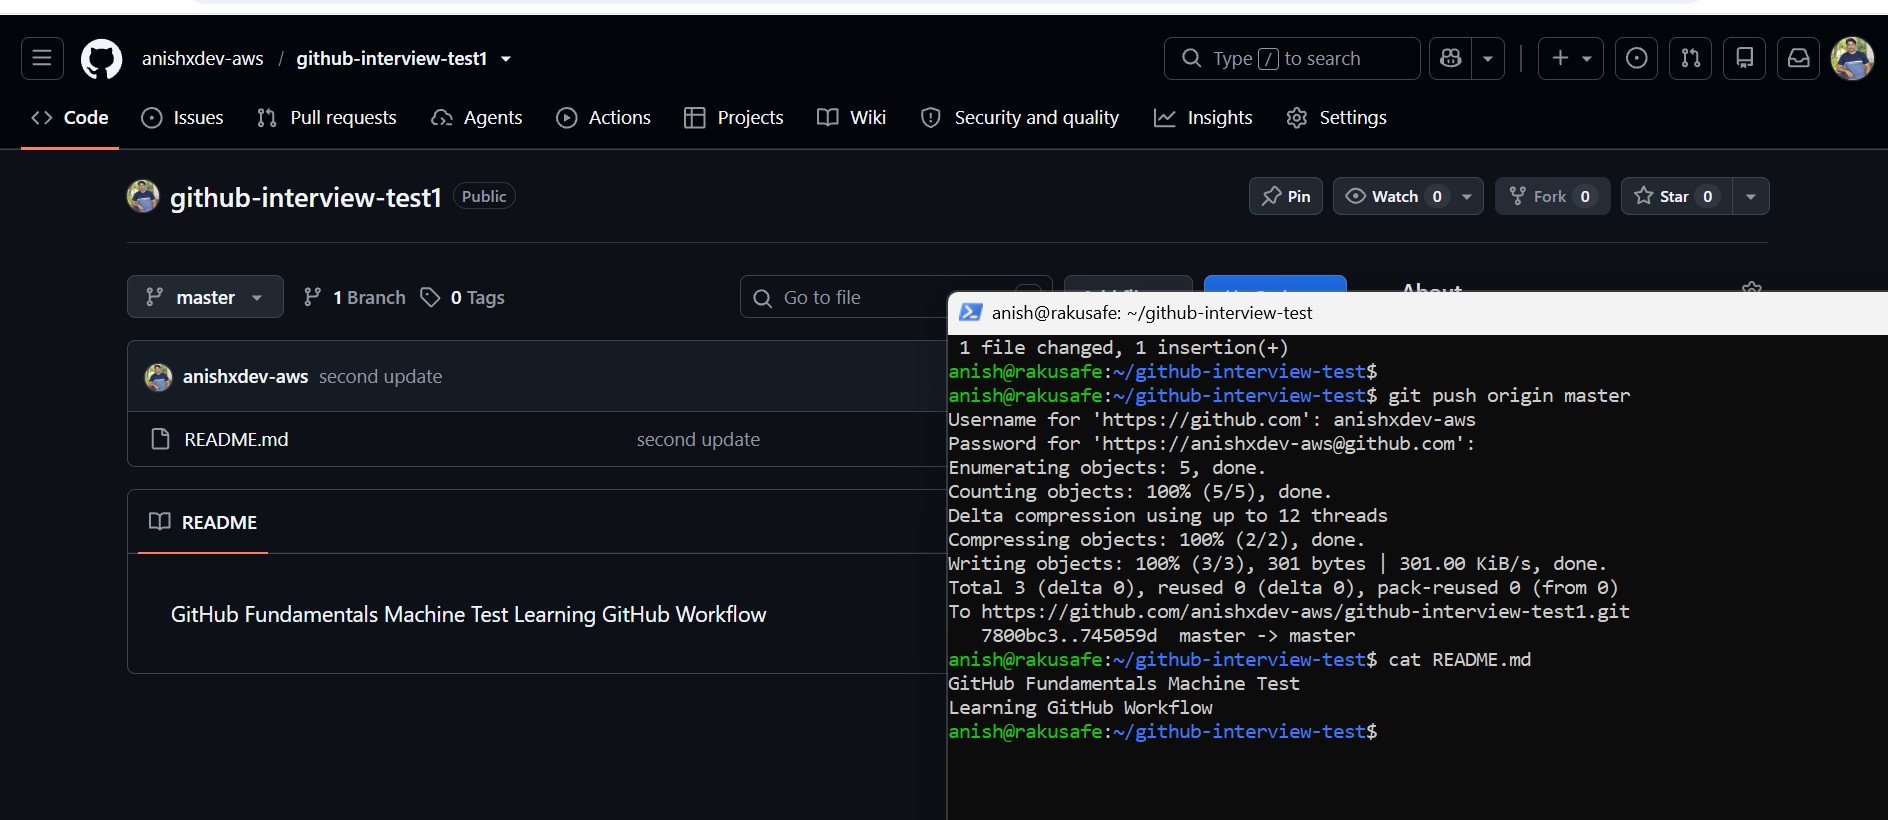 anishxdev-aws / github-interview-test1
Type / to search
Code Issues Pull requests Agents Actions Projects Wiki Security and quality Insights Settings
github-interview-test1 Public
Pin Watch 0 Fork 0 Star 0
master 1 Branch 0 Tags Go to file
About
anishxdev-aws second update
README.md second update
README
GitHub Fundamentals Machine Test Learning GitHub Workflow
anish@rakusafe: ~/github-interview-test
1 file changed, 1 insertion(+)
anish@rakusafe:~/github-interview-test$
anish@rakusafe:~/github-interview-test$ git push origin master
Username for 'https://github.com': anishxdev-aws
Password for 'https://anishxdev-aws@github.com':
Enumerating objects: 5, done.
Counting objects: 100% (5/5), done.
Delta compression using up to 12 threads
Compressing objects: 100% (2/2), done.
Writing objects: 100% (3/3), 301 bytes | 301.00 KiB/s, done.
Total 3 (delta 0), reused 0 (delta 0), pack-reused 0 (from 0)
To https://github.com/anishxdev-aws/github-interview-test1.git
7800bc3..745059d master -> master
anish@rakusafe:~/github-interview-test$ cat README.md
GitHub Fundamentals Machine Test
Learning GitHub Workflow
anish@rakusafe:~/github-interview-test$